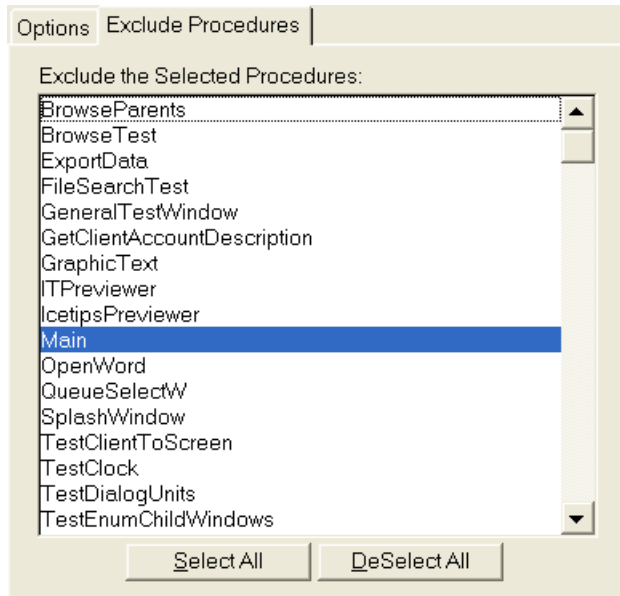 Options Exclude Procedures
Exclude the Selected Procedures:
BrowseParents
BrowseTest
ExportData
FileSearchTest
GeneralTestWindow
GetClientAccountDescription
GraphicText
ITPreviewer
IcetipsPreviewer
Main
OpenWord
QueueSelectW
SplashWindow
TestClientToScreen
TestClock
TestDialogUnits
TestEnumChildWindows
Select All DeSelect All